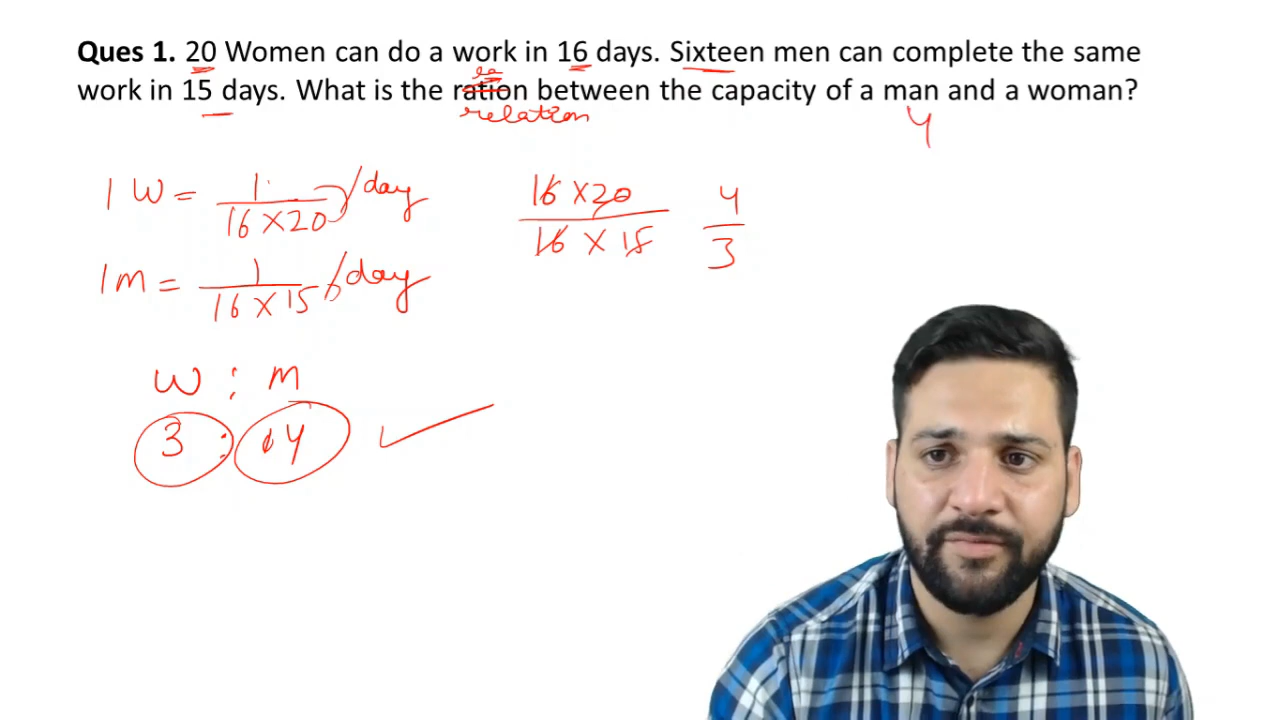 Ques 1. 20 Women can do a work in 16 days. Sixteen men can complete the same
work in 15 days. What is the ration between the capacity of a man and a woman?
relation
4
1 W = 1 / 16 × 20 / day
16 × 20 / 16 × 15
4 / 3
1 M = 1 / 16 × 15 / day
W : M
3 : 4